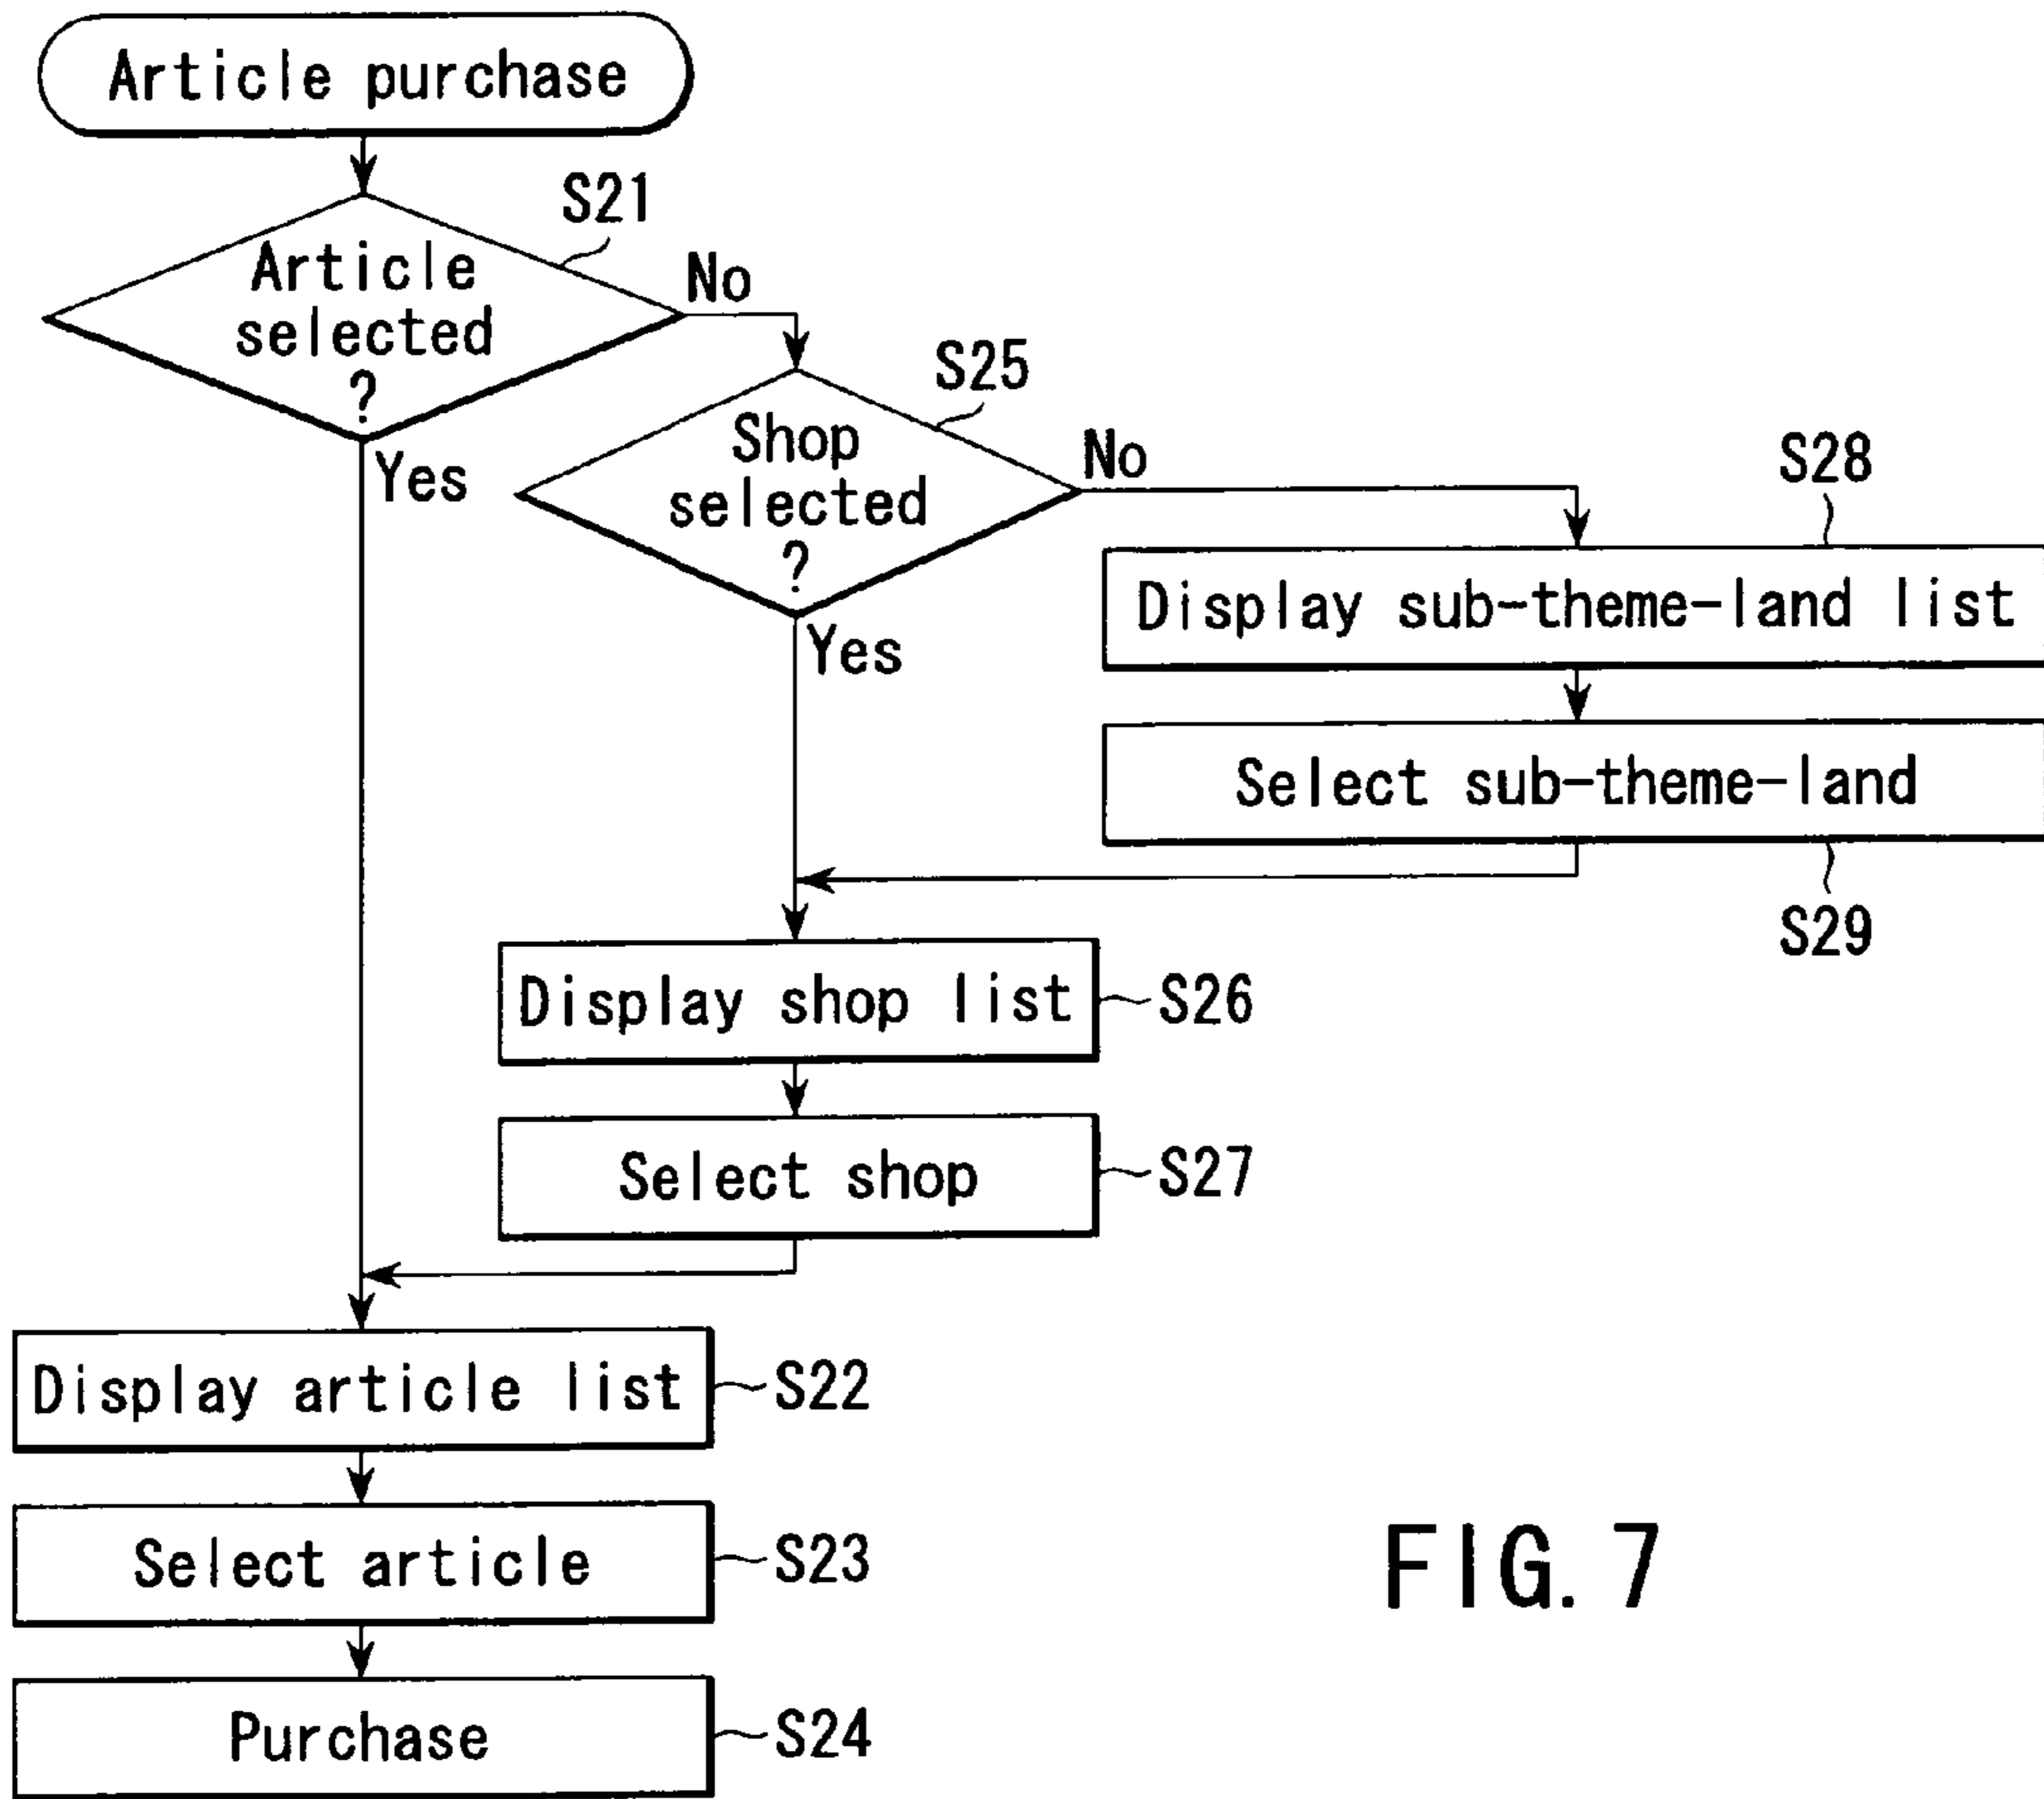 Article purchase
S21
Article
selected
?
No
Yes
S25
Shop
selected
?
No
Yes
S28
Display sub-theme-land list
Select sub-theme-land
S29
Display shop list
S26
Select shop
S27
Display article list
S22
Select article
S23
Purchase
S24
FIG. 7